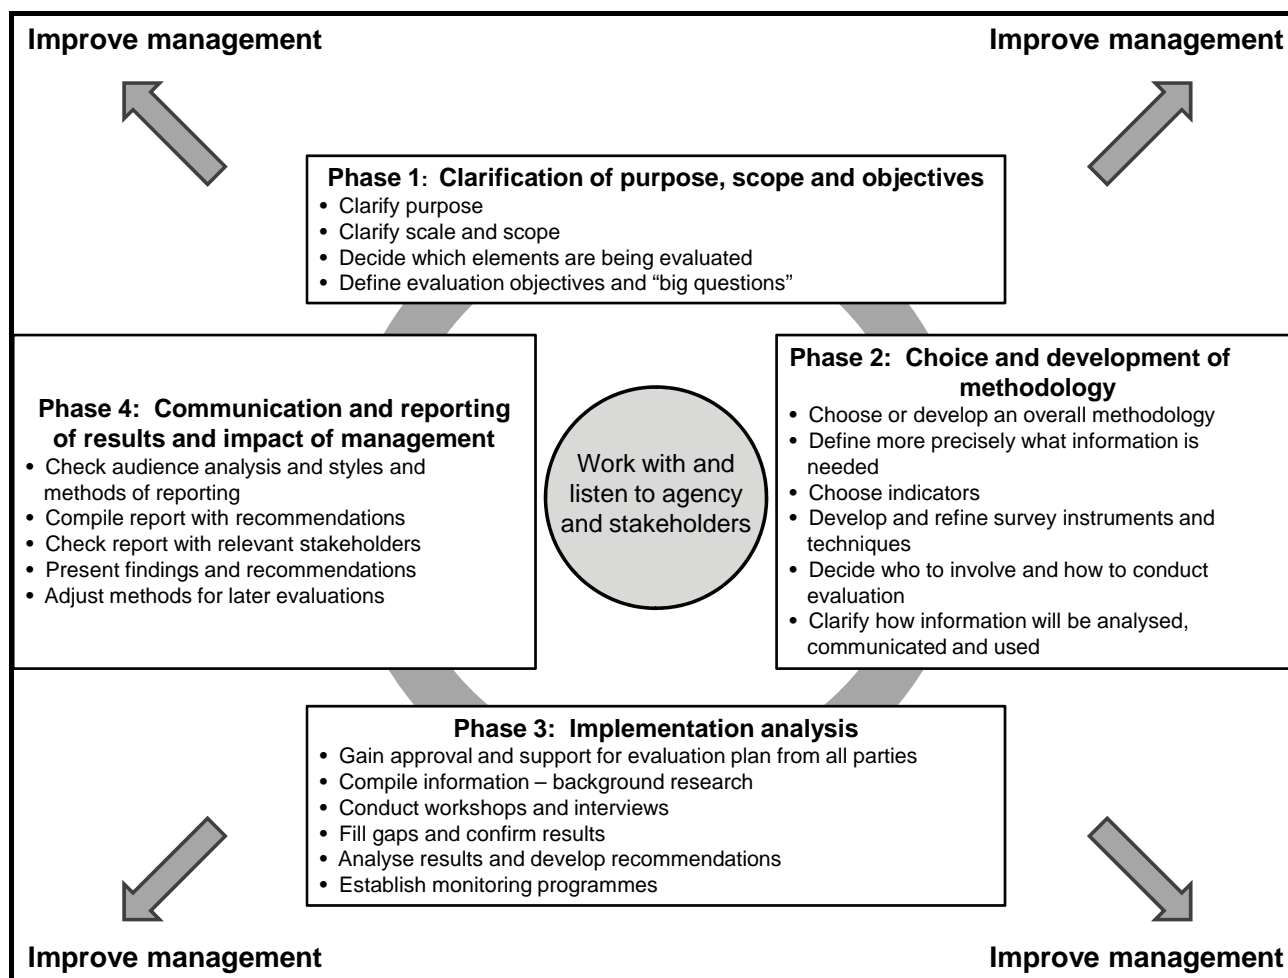 Improve management
Improve management
Phase 1:  Clarification of purpose, scope and objectives
• Clarify purpose
• Clarify scale and scope
• Decide which elements are being evaluated
• Define evaluation objectives and “big questions”
Phase 2:  Choice and development of
methodology
• Choose or develop an overall methodology
• Define more precisely what information is
needed
• Choose indicators
• Develop and refine survey instruments and
techniques
• Decide who to involve and how to conduct
evaluation
• Clarify how information will be analysed,
communicated and used
Phase 4:  Communication and reporting
of results and impact of management
• Check audience analysis and styles and
methods of reporting
• Compile report with recommendations
• Check report with relevant stakeholders
• Present findings and recommendations
• Adjust methods for later evaluations
Work with and
listen to agency
and stakeholders
Phase 3:  Implementation analysis
• Gain approval and support for evaluation plan from all parties
• Compile information – background research
• Conduct workshops and interviews
• Fill gaps and confirm results
• Analyse results and develop recommendations
• Establish monitoring programmes
Improve management
Improve management